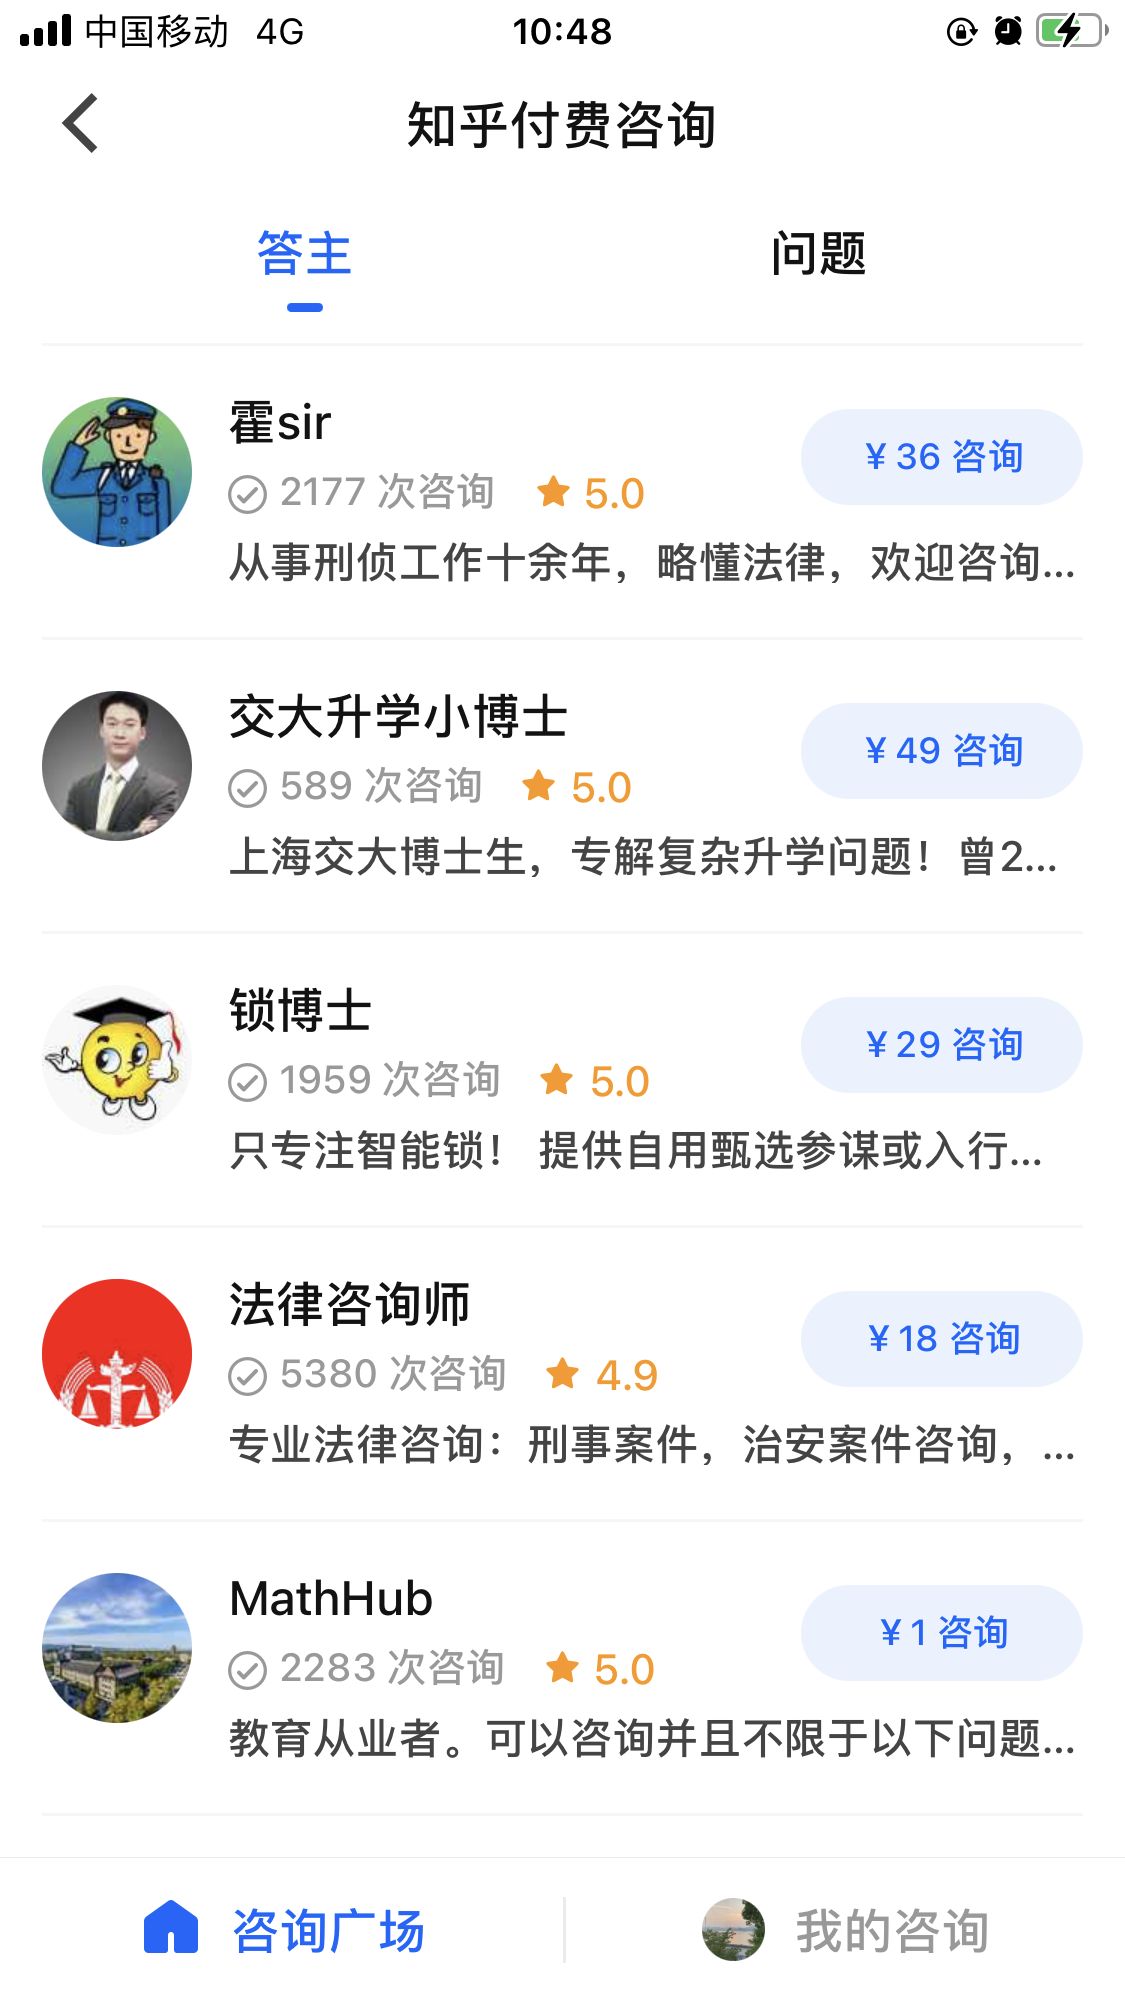 中国移动 4G 10:48
知乎付费咨询
答主 问题
霍sir
¥ 36 咨询
2177 次咨询 5.0
从事刑侦工作十余年，略懂法律，欢迎咨询...
交大升学小博士
¥ 49 咨询
589 次咨询 5.0
上海交大博士生，专解复杂升学问题！曾2...
锁博士
¥ 29 咨询
1959 次咨询 5.0
只专注智能锁！ 提供自用甄选参谋或入行...
法律咨询师
¥ 18 咨询
5380 次咨询 4.9
专业法律咨询：刑事案件，治安案件咨询，...
MathHub
¥ 1 咨询
2283 次咨询 5.0
教育从业者。可以咨询并且不限于以下问题...
咨询广场 我的咨询